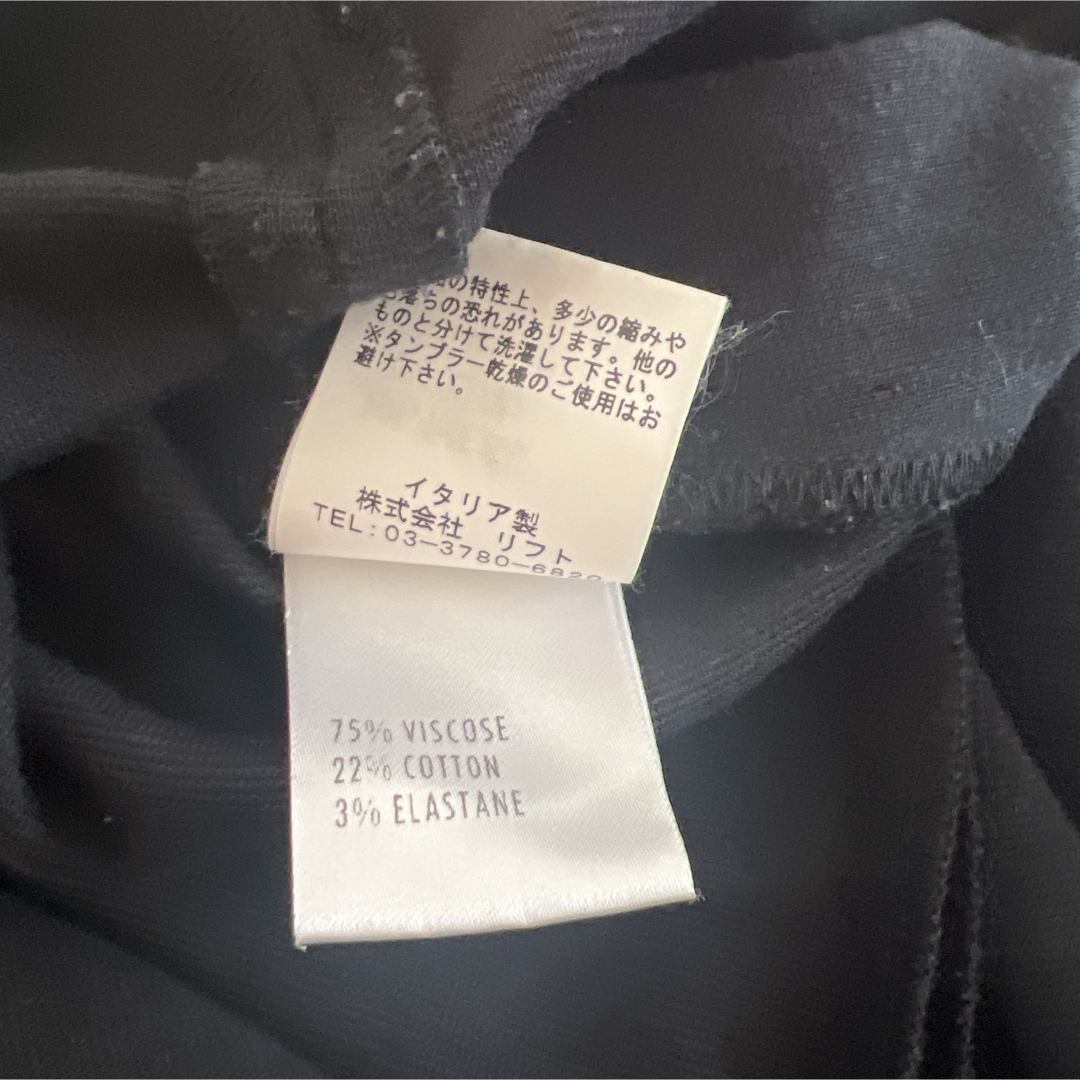 の特性上、多少の縮みや
落ちの恐れがあります。他の
ものと分けて洗濯して下さい。
※タンブラー乾燥のご使用はお
避け下さい。
イタリア製
株式会社 リフト
TEL:03-3780-6820
75% VISCOSE
22% COTTON
3% ELASTANE